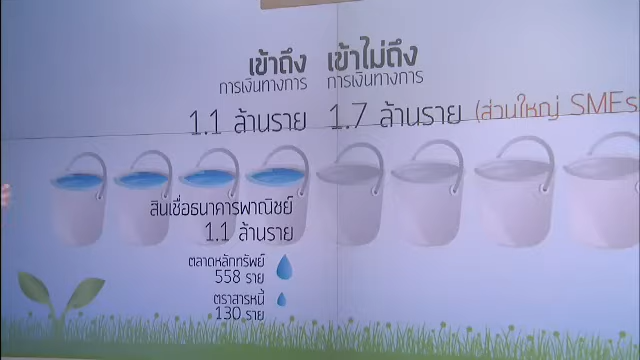 เข้าถึง
การเงินทางการ
1.1 ล้านราย
เข้าไม่ถึง
การเงินทางการ
1.7 ล้านราย (ส่วนใหญ่ SMEs
สินเชื่อธนาคารพาณิชย์
1.1 ล้านราย
ตลาดหลักทรัพย์
558 ราย
ตราสารหนี้
130 ราย